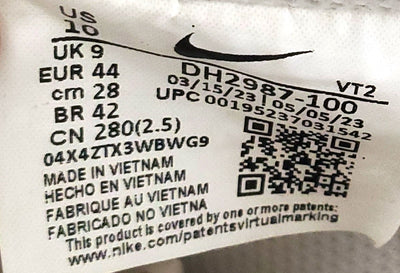 US
10
UK 9
EUR 44
cm 28
BR 42
CN 280(2.5)
04X4ZTX3WBWG9
MADE IN VIETNAM
HECHO EN VIETNAM
FABRIQUE AU VIETNAM
FABRICADO NO VIETNA
This product is covered by one or more patents:
www.nike.com/patentsvirtualmarking
DH2987-100 VT2
03/15/23 | 05/05/23
UPC 00195237031542